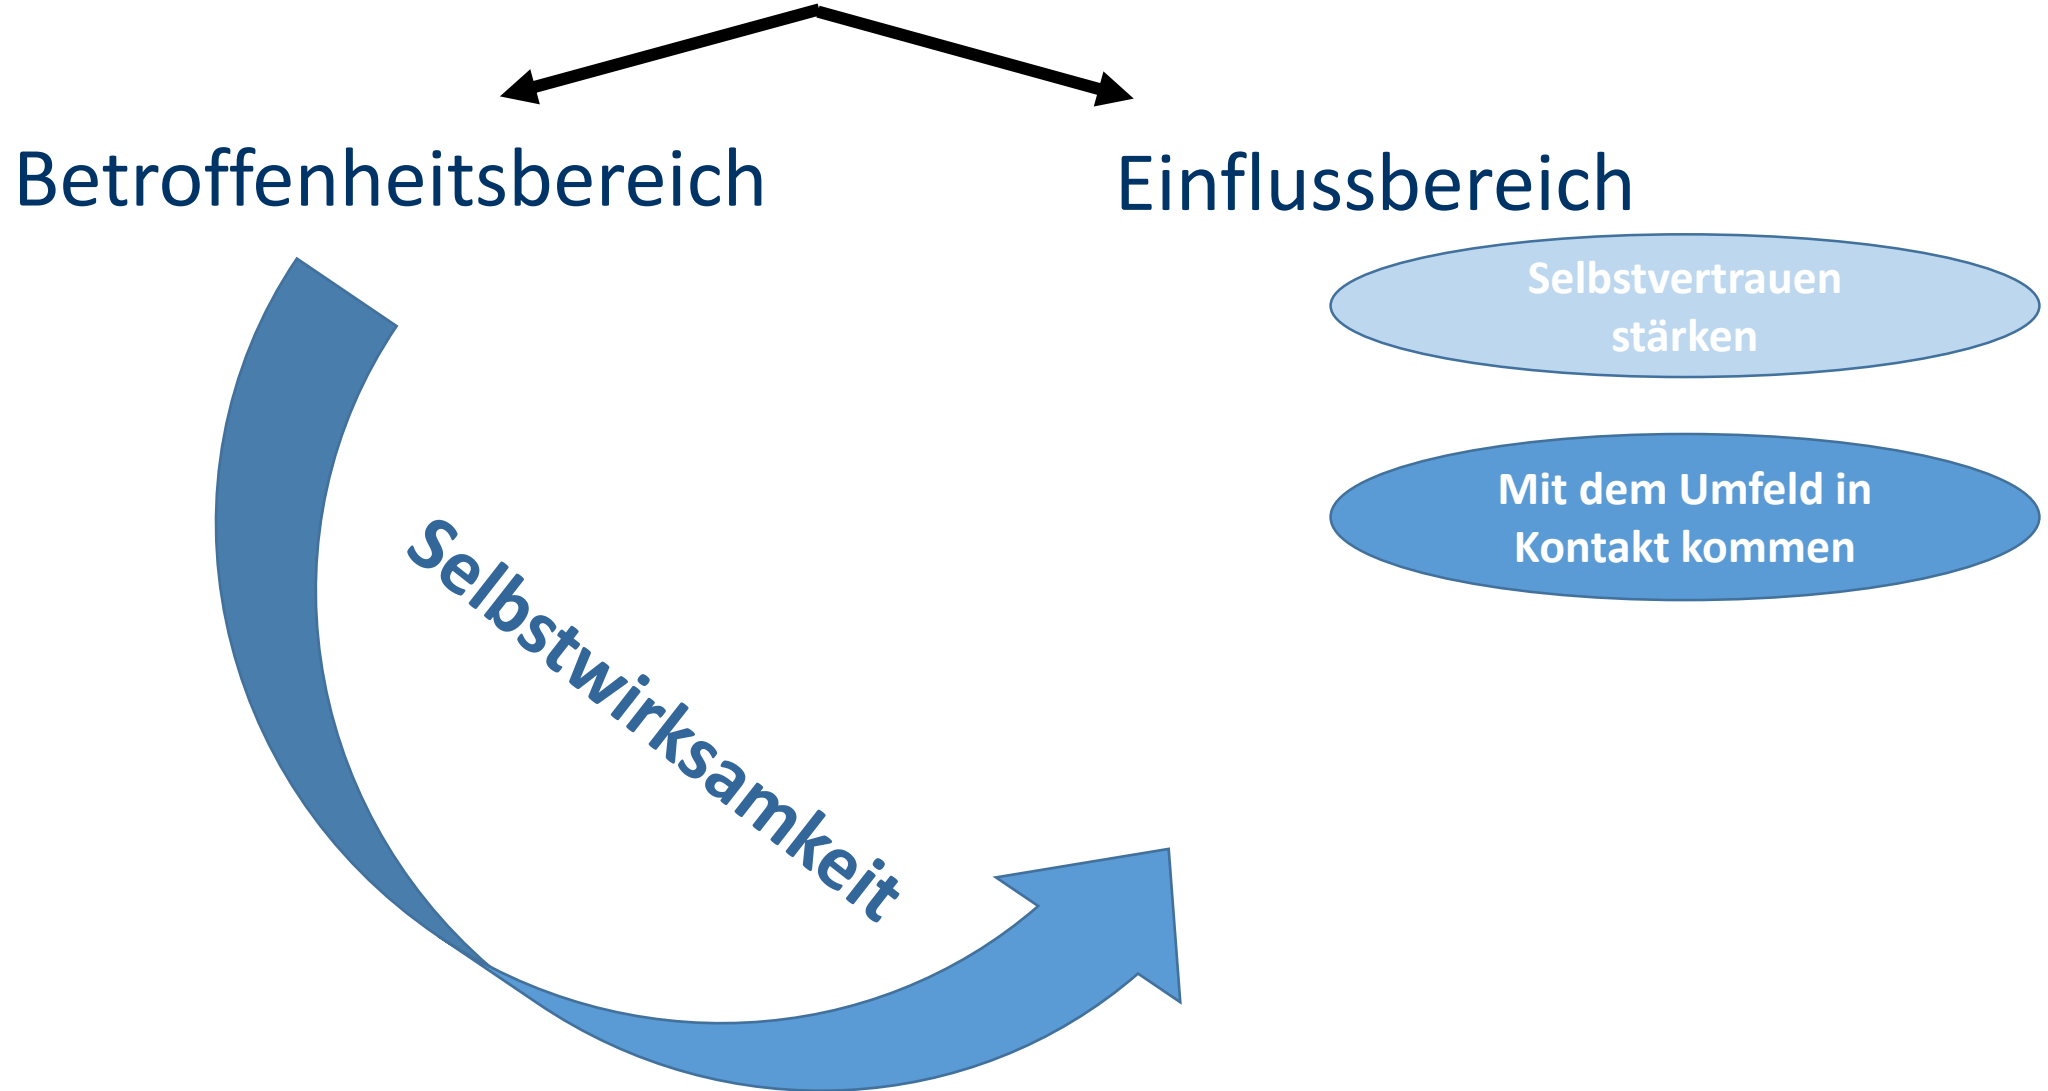 Betroffenheitsbereich
Einflussbereich
Selbstvertrauen
stärken
Mit dem Umfeld in
Kontakt kommen
Selbstwirksamkeit